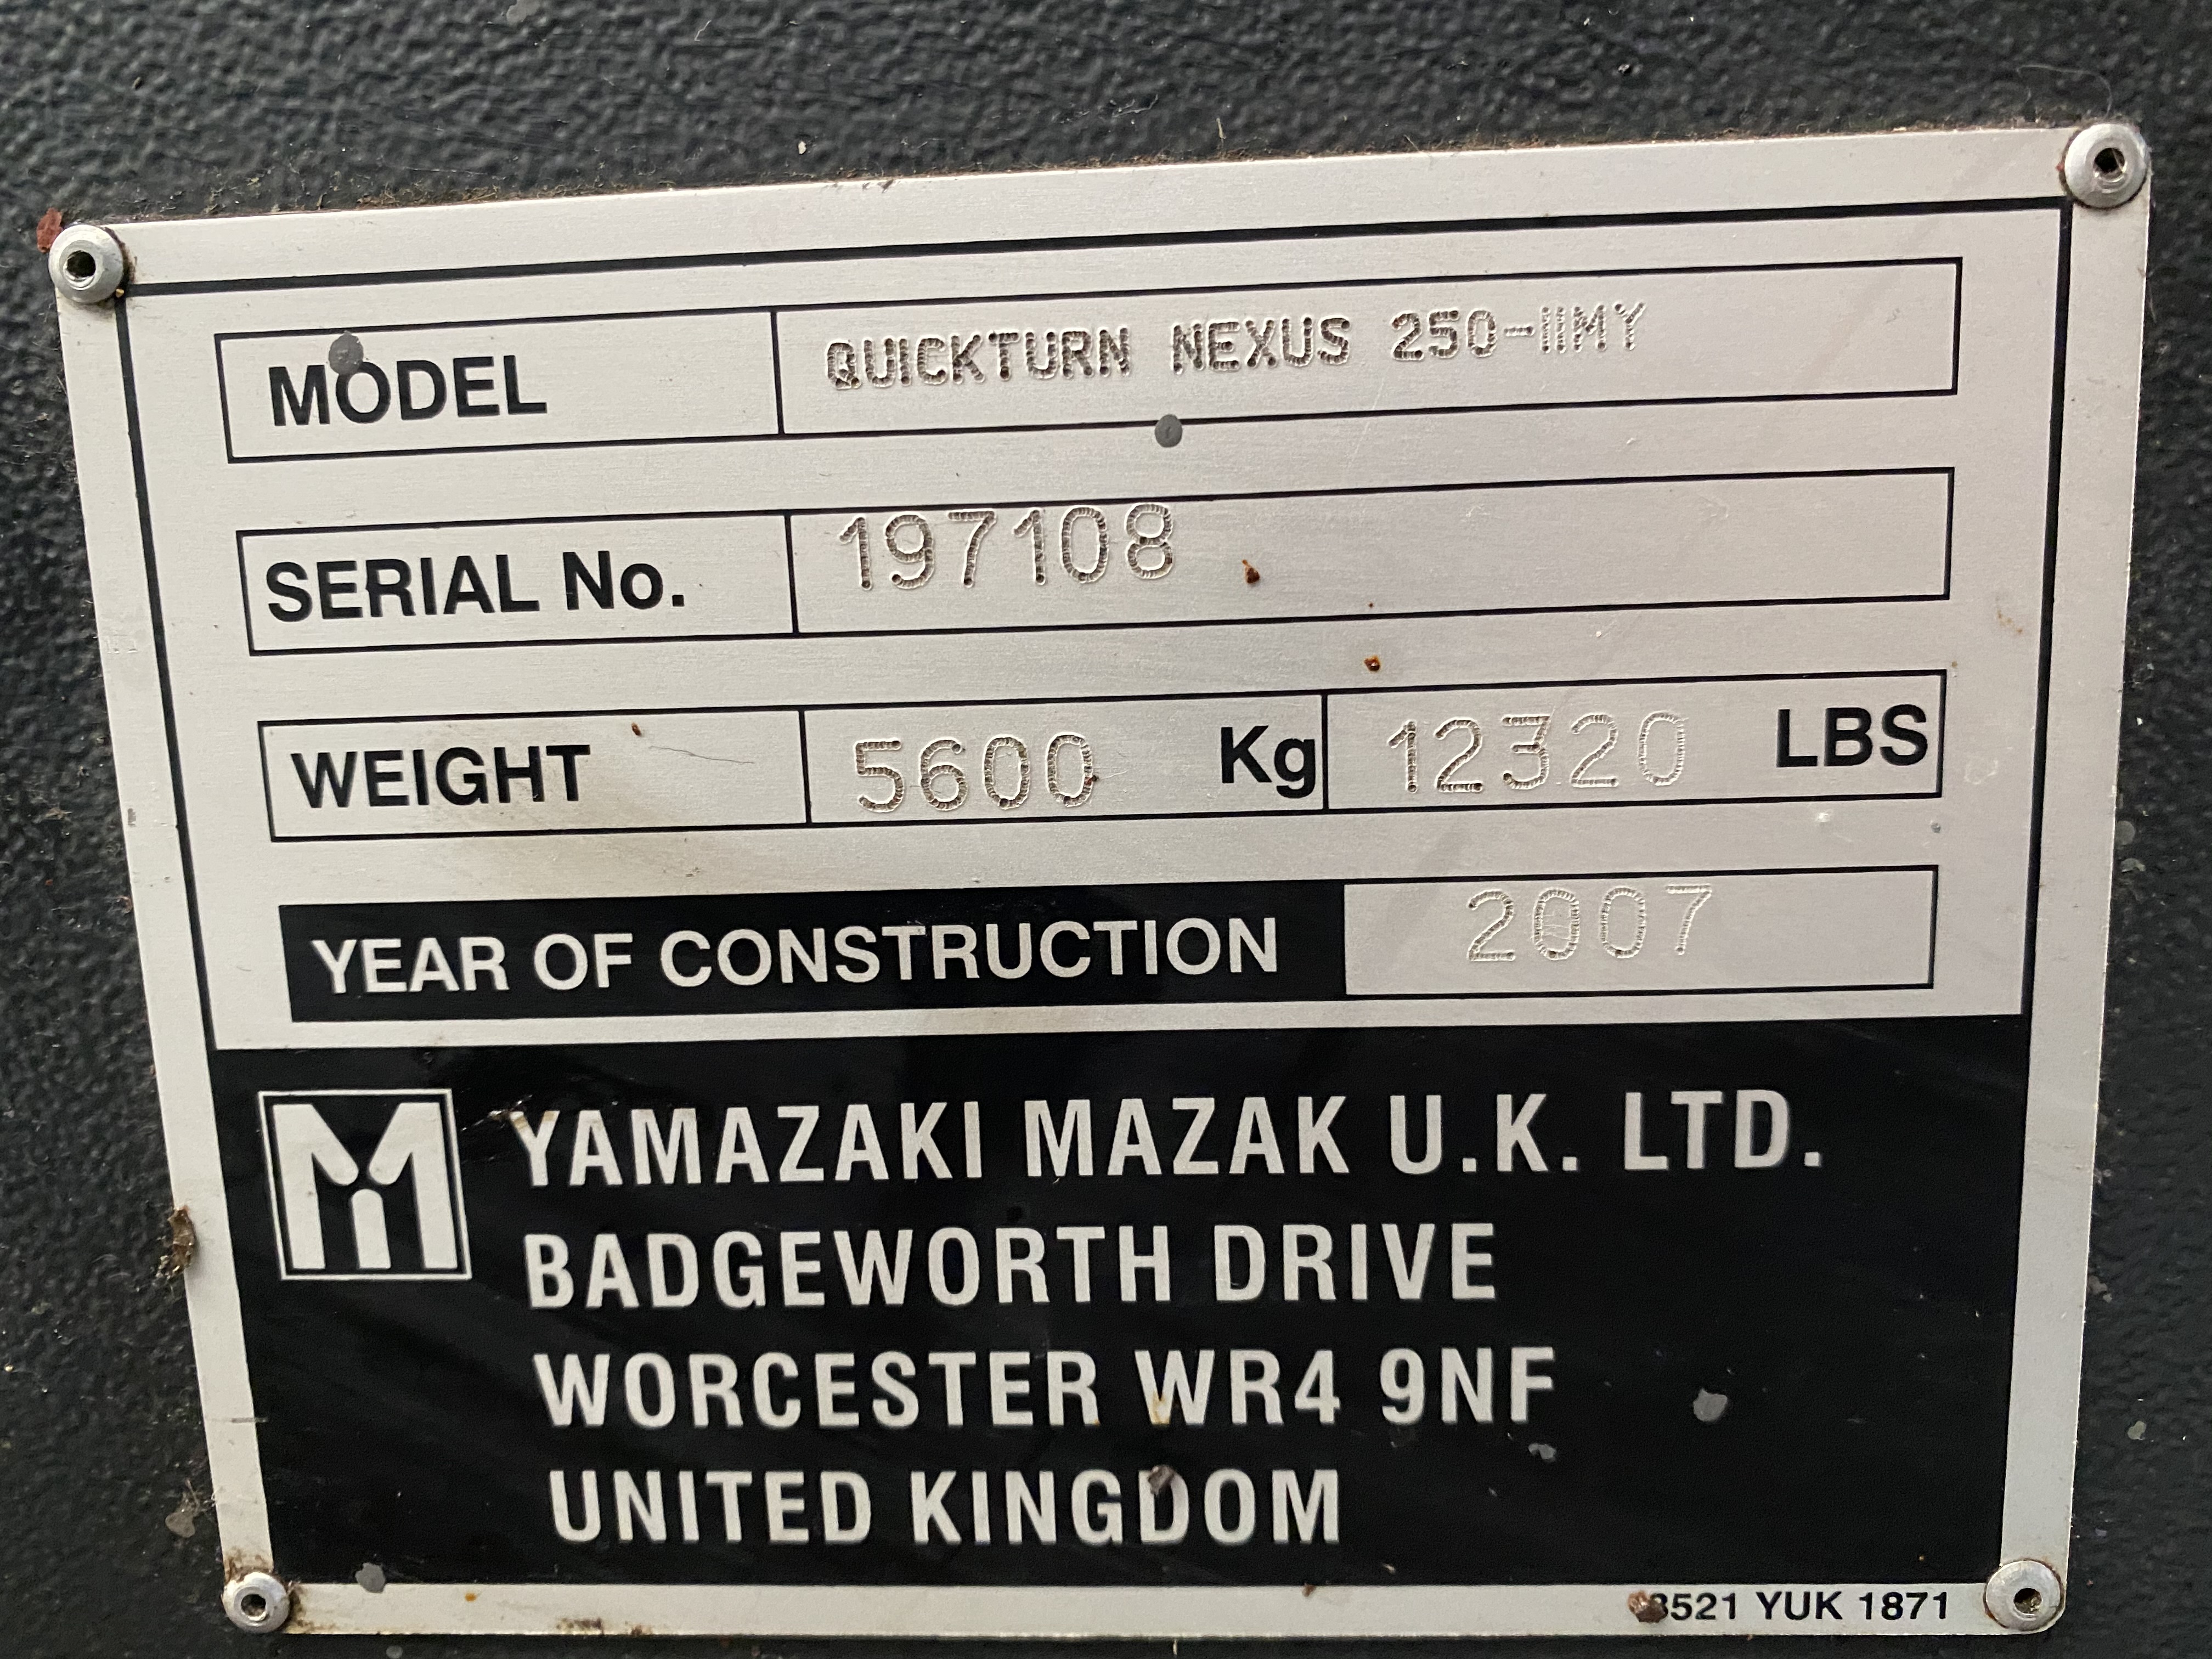 MODEL QUICKTURN NEXUS 250-IIMY
SERIAL No. 197108
WEIGHT 5600 Kg 12320 LBS
YEAR OF CONSTRUCTION 2007
YAMAZAKI MAZAK U.K. LTD.
BADGEWORTH DRIVE
WORCESTER WR4 9NF
UNITED KINGDOM
YUK 1871